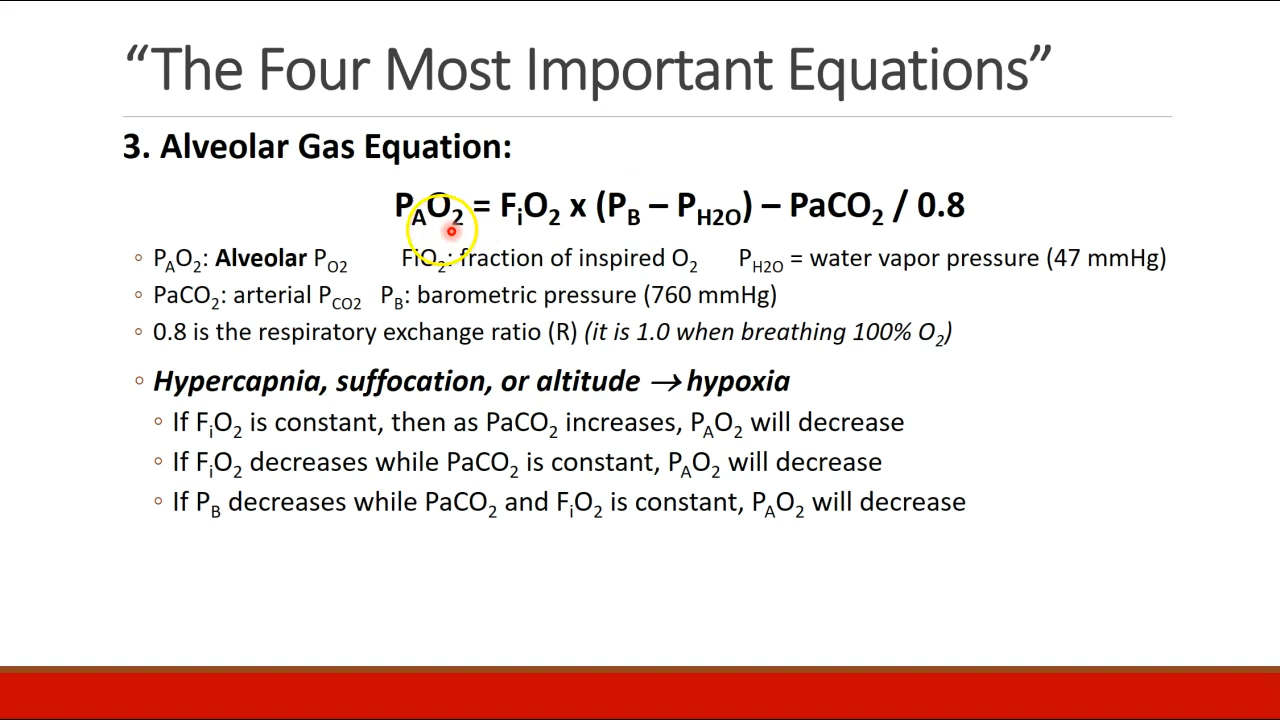 “The Four Most Important Equations”
3. Alveolar Gas Equation:
PAO2 = FiO2 x (PB – PH2O) – PaCO2 / 0.8
◦ PAO2: Alveolar PO2 FiO2: fraction of inspired O2 PH2O = water vapor pressure (47 mmHg)
◦ PaCO2: arterial PCO2 PB: barometric pressure (760 mmHg)
◦ 0.8 is the respiratory exchange ratio (R) (it is 1.0 when breathing 100% O2)
◦ Hypercapnia, suffocation, or altitude → hypoxia
◦ If FiO2 is constant, then as PaCO2 increases, PAO2 will decrease
◦ If FiO2 decreases while PaCO2 is constant, PAO2 will decrease
◦ If PB decreases while PaCO2 and FiO2 is constant, PAO2 will decrease